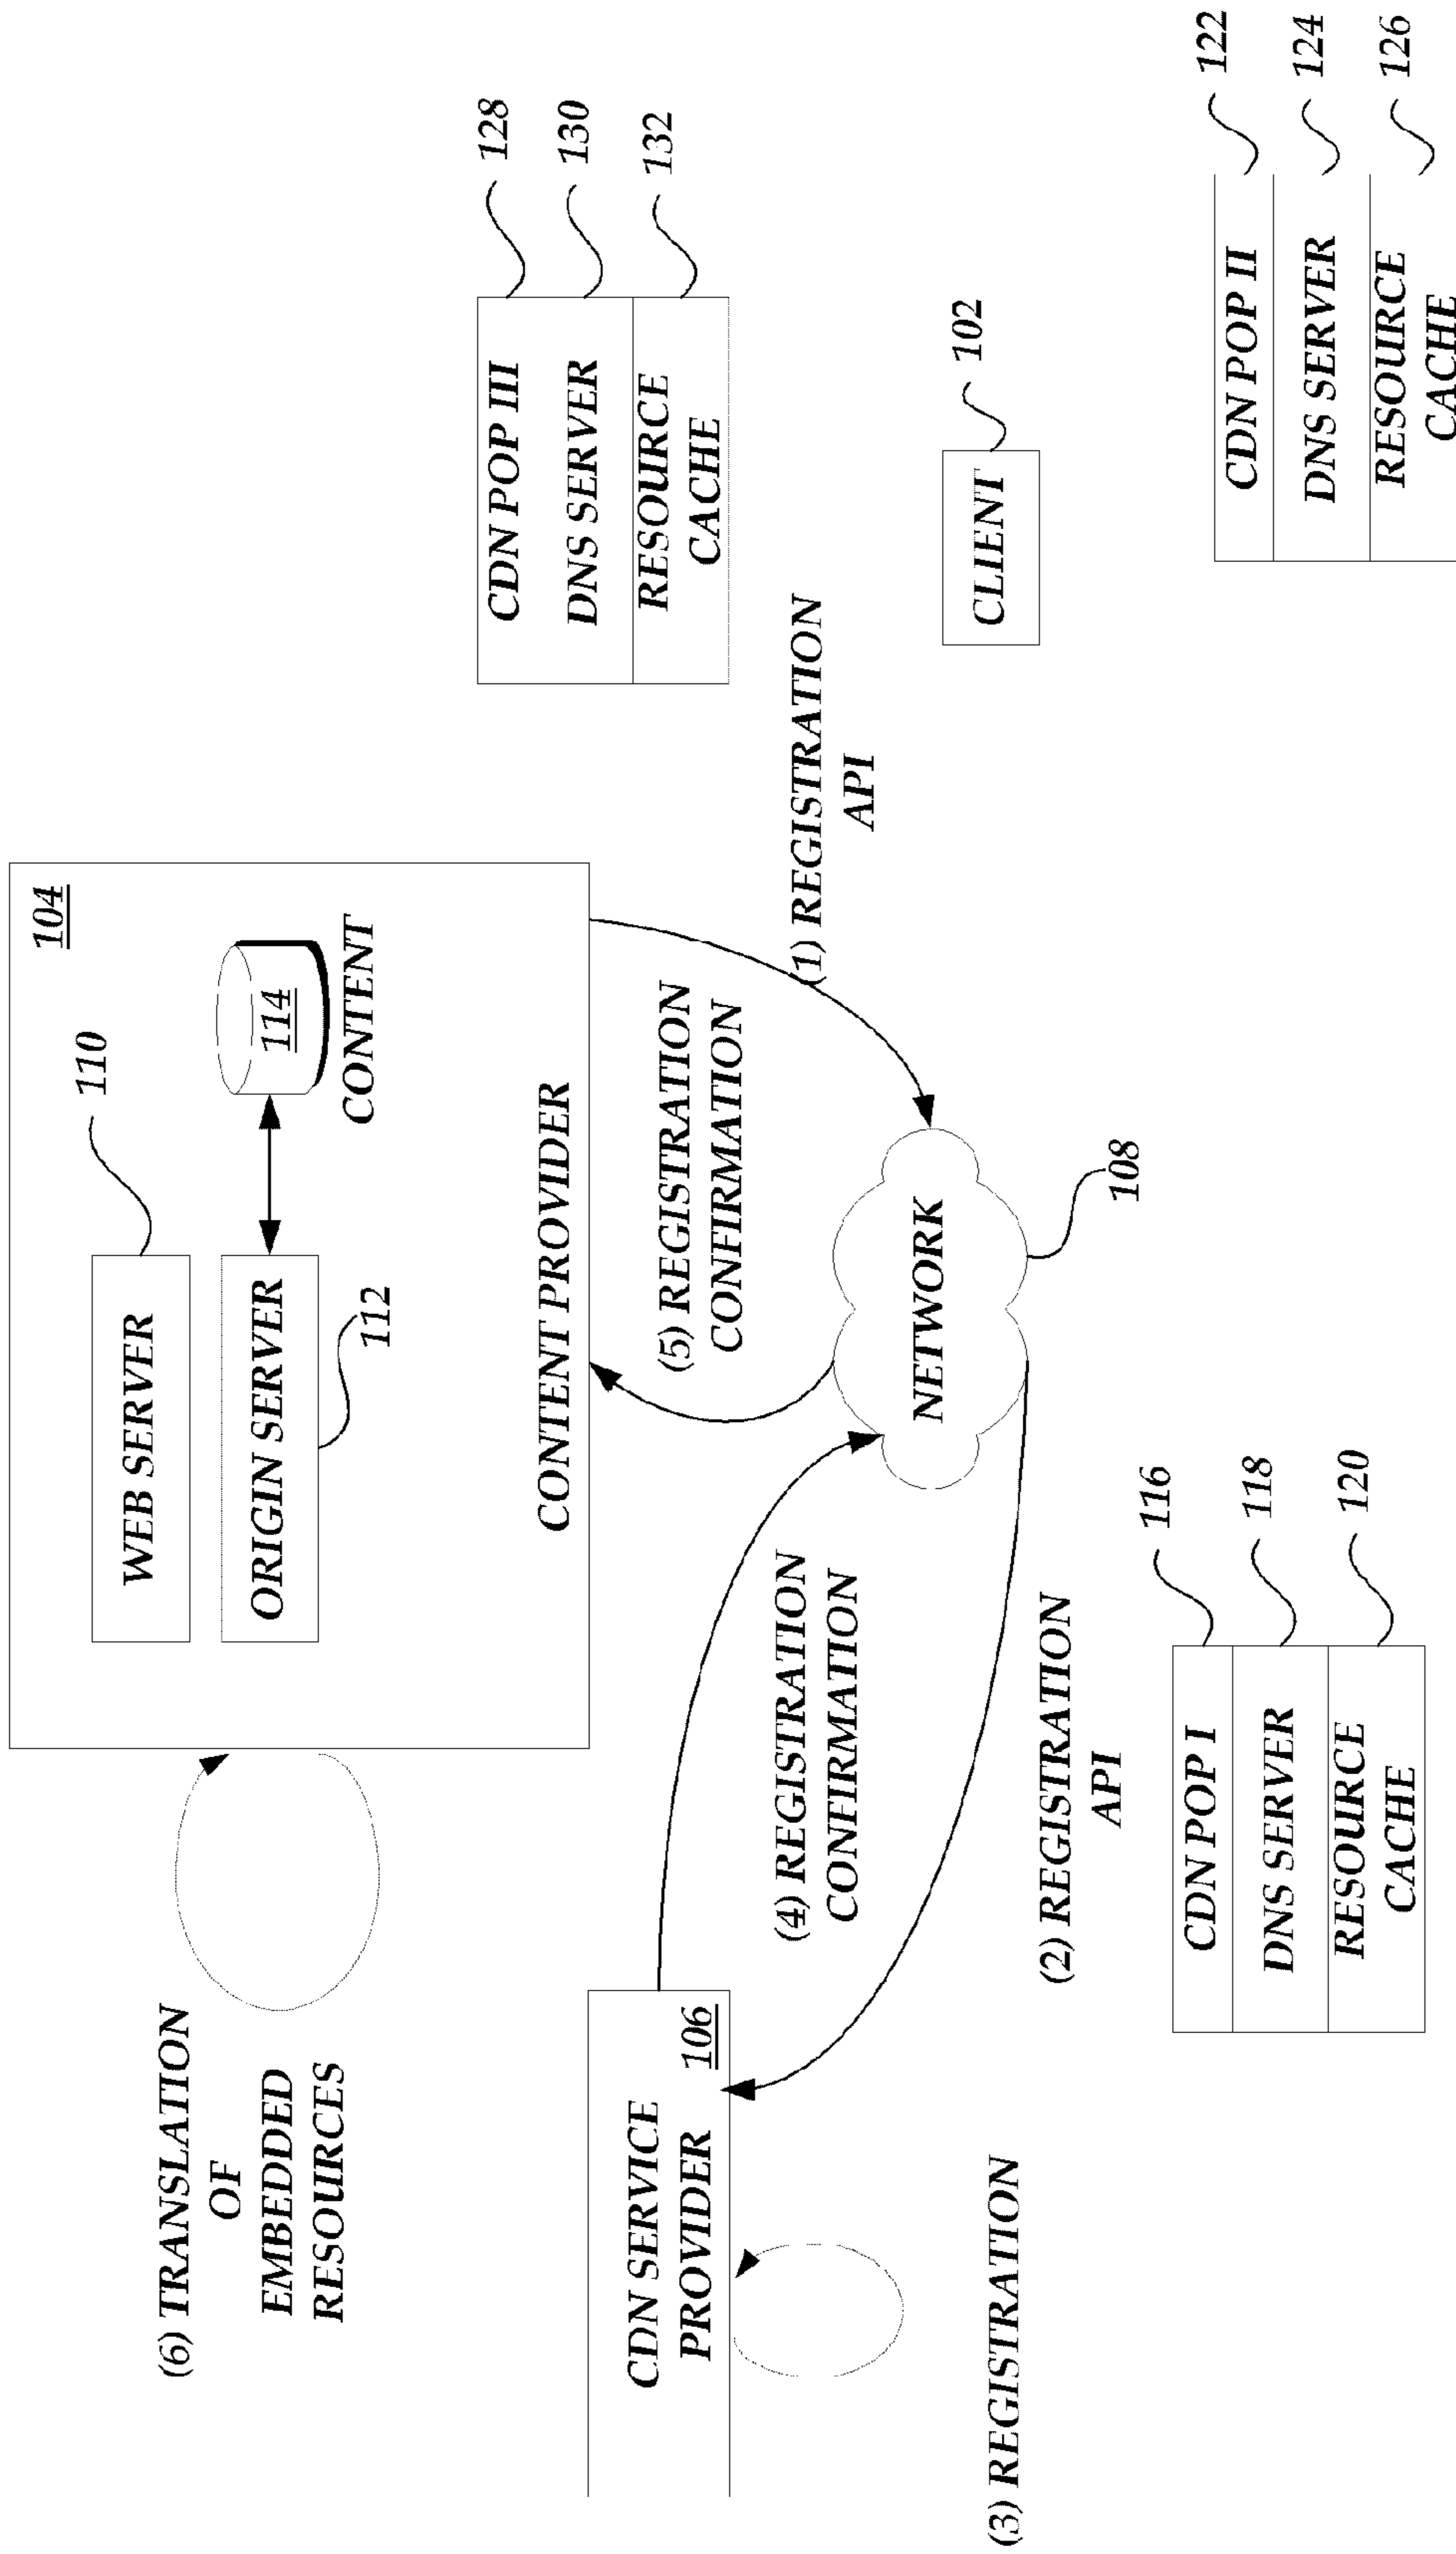 (6) TRANSLATION
OF
EMBEDDED
RESOURCES
WEB SERVER
110
ORIGIN SERVER
112
114
CONTENT
104
CONTENT PROVIDER
CDN SERVICE
PROVIDER
106
(3) REGISTRATION
(4) REGISTRATION
CONFIRMATION
(5) REGISTRATION
CONFIRMATION
(1) REGISTRATION
API
(2) REGISTRATION
API
NETWORK
108
CDN POP III
128
DNS SERVER
130
RESOURCE
CACHE
132
CLIENT
102
CDN POP I
116
DNS SERVER
118
RESOURCE
CACHE
120
CDN POP II
122
DNS SERVER
124
RESOURCE
CACHE
126